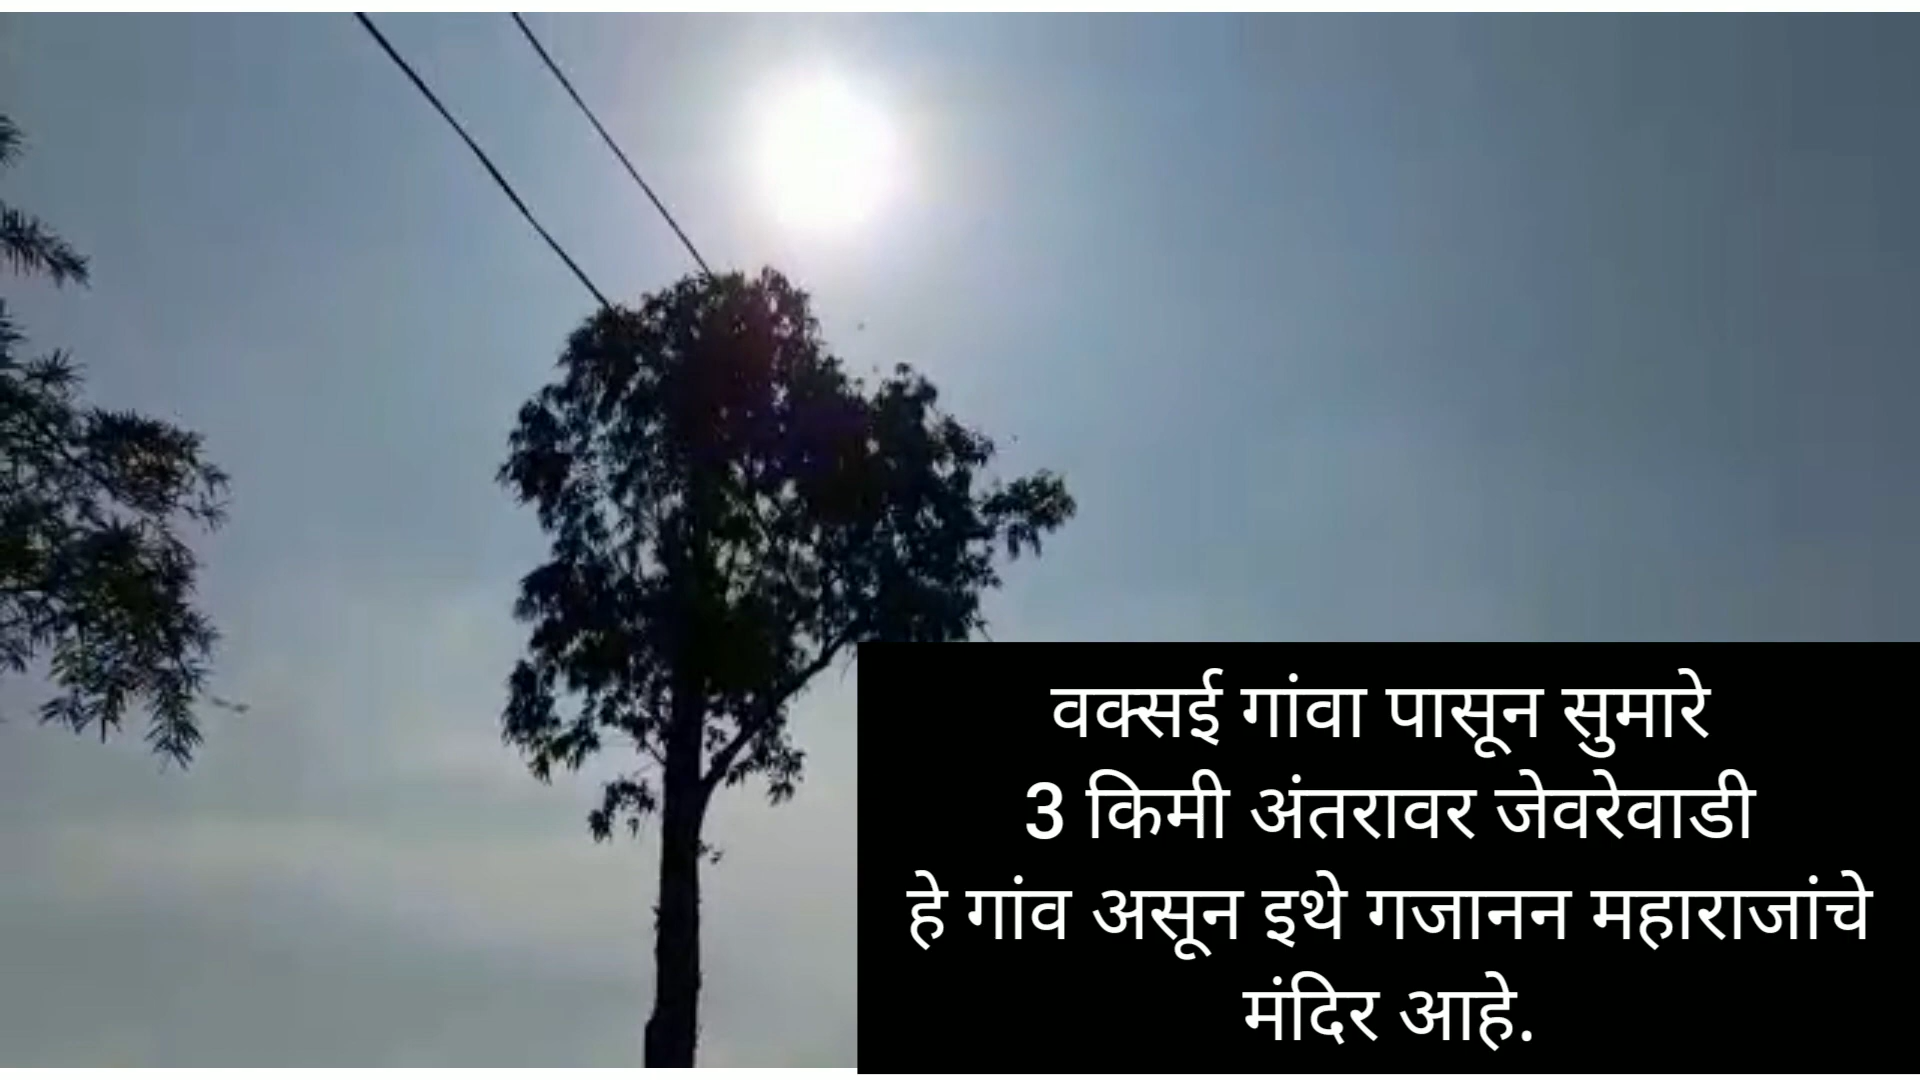 वक्सई गांवा पासून सुमारे
3 किमी अंतरावर जेवरेवाडी
हे गांव असून इथे गजानन महाराजांचे
मंदिर आहे.